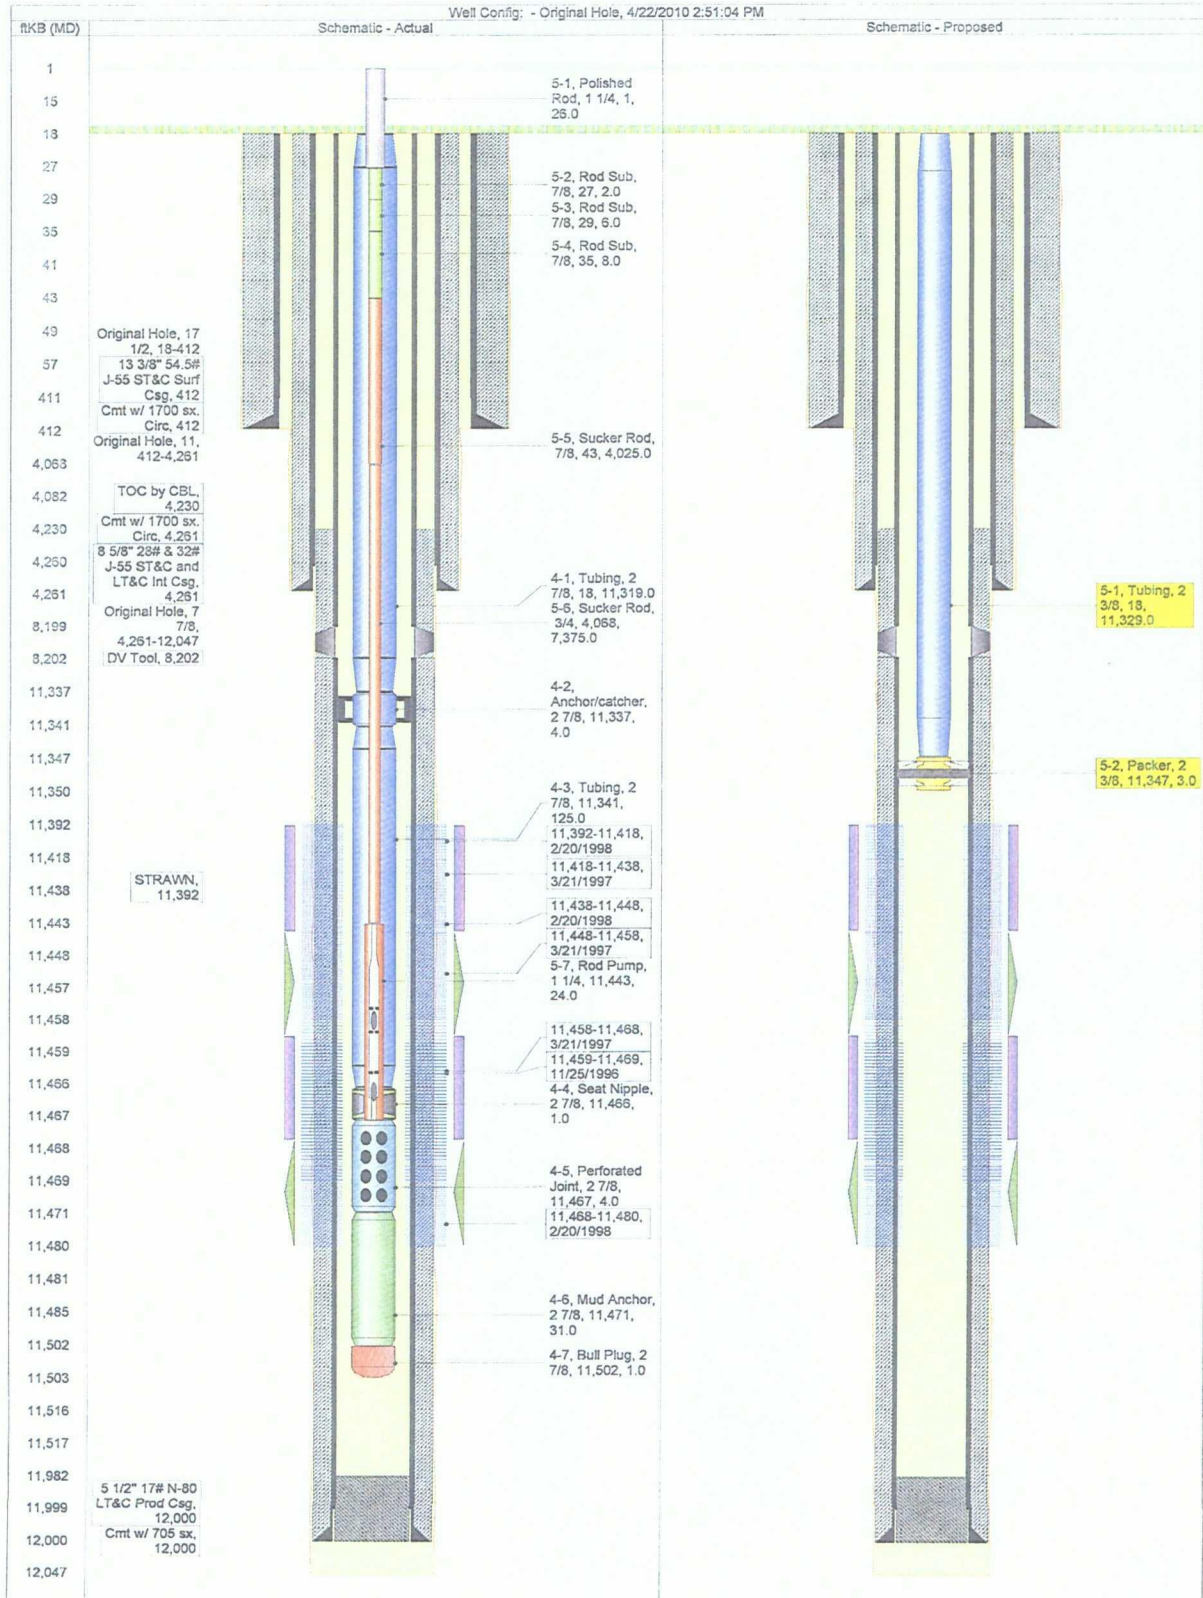 Well Config: - Original Hole, 4/22/2010 2:51:04 PM
ftKB (MD)
Schematic - Actual
Schematic - Proposed
1
15
18
27
29
35
41
43
49
57
411
412
4,068
4,082
4,230
4,260
4,261
8,199
8,202
11,337
11,341
11,347
11,350
11,392
11,418
11,438
11,443
11,448
11,457
11,458
11,459
11,466
11,467
11,468
11,469
11,471
11,480
11,481
11,485
11,502
11,503
11,516
11,517
11,982
11,999
12,000
12,047
Original Hole, 17
1/2, 18-412
13 3/8" 54.5#
J-55 ST&C Surf
Csg, 412
Cmt w/ 1700 sx.
Circ, 412
Original Hole, 11,
412-4,261
TOC by CBL,
4,230
Cmt w/ 1700 sx.
Circ, 4,261
8 5/8" 28# & 32#
J-55 ST&C and
LT&C Int Csg,
4,261
Original Hole, 7
7/8,
4,261-12,047
DV Tool, 8,202
STRAWN,
11,392
5 1/2" 17# N-80
LT&C Prod Csg,
12,000
Cmt w/ 705 sx,
12,000
5-1, Polished
Rod, 1 1/4, 1,
26.0
5-2, Rod Sub,
7/8, 27, 2.0
5-3, Rod Sub,
7/8, 29, 6.0
5-4, Rod Sub,
7/8, 35, 8.0
5-5, Sucker Rod,
7/8, 43, 4,025.0
4-1, Tubing, 2
7/8, 18, 11,319.0
5-6, Sucker Rod,
3/4, 4,068,
7,375.0
4-2,
Anchor/catcher,
2 7/8, 11,337,
4.0
4-3, Tubing, 2
7/8, 11,341,
125.0
11,392-11,418,
2/20/1998
11,418-11,438,
3/21/1997
11,438-11,448,
2/20/1998
11,448-11,458,
3/21/1997
5-7, Rod Pump,
1 1/4, 11,443,
24.0
11,458-11,468,
3/21/1997
11,459-11,469,
11/25/1996
4-4, Seat Nipple,
2 7/8, 11,466,
1.0
4-5, Perforated
Joint, 2 7/8,
11,467, 4.0
11,468-11,480,
2/20/1998
4-6, Mud Anchor,
2 7/8, 11,471,
31.0
4-7, Bull Plug, 2
7/8, 11,502, 1.0
5-1, Tubing, 2
3/8, 18,
11,329.0
5-2, Packer, 2
3/8, 11,347, 3.0